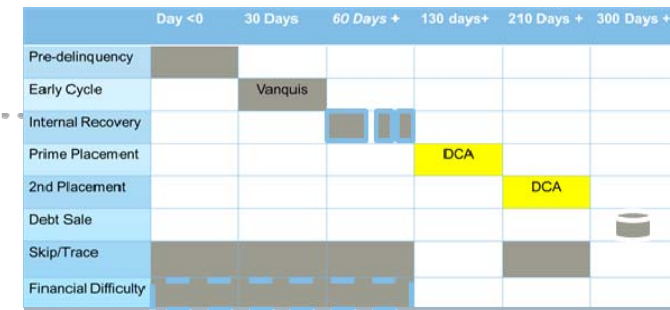 Day <0 30 Days 60 Days + 130 days+ 210 Days + 300 Days +
Pre-delinquency
Early Cycle Vanquis
Internal Recovery
Prime Placement DCA
2nd Placement DCA
Debt Sale
Skip/Trace
Financial Difficulty